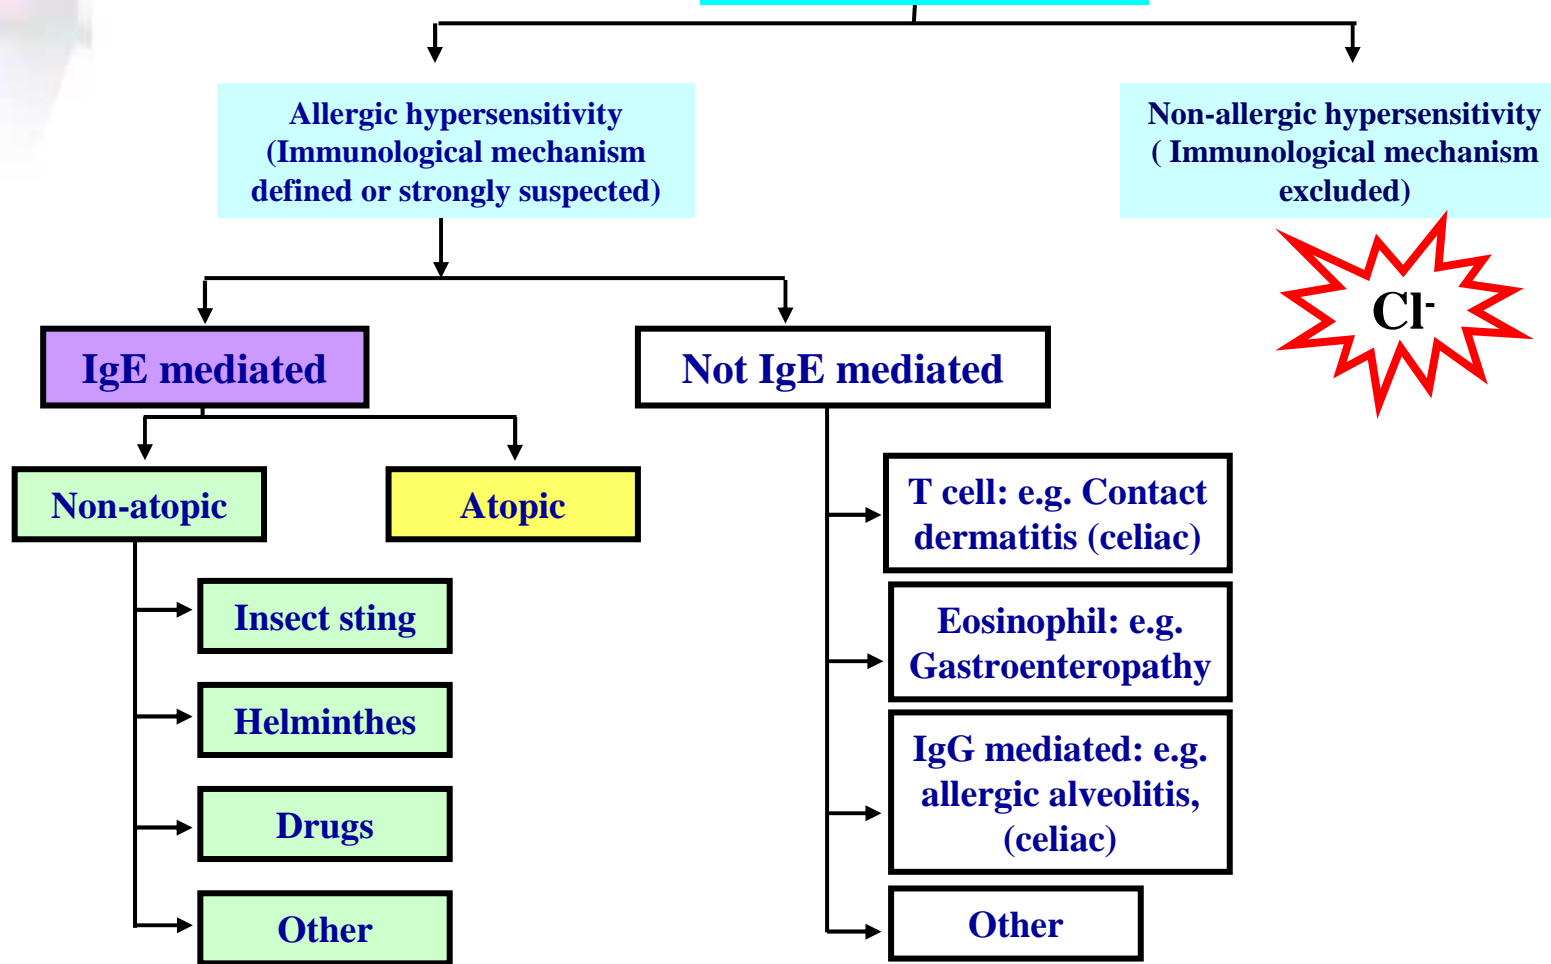 Allergic hypersensitivity
(Immunological mechanism
defined or strongly suspected)
Non-allergic hypersensitivity
( Immunological mechanism
excluded)
Cl-
IgE mediated
Not IgE mediated
Non-atopic
Atopic
T cell: e.g. Contact
dermatitis (celiac)
Insect sting
Eosinophil: e.g.
Gastroenteropathy
Helminthes
IgG mediated: e.g.
allergic alveolitis,
(celiac)
Drugs
Other
Other